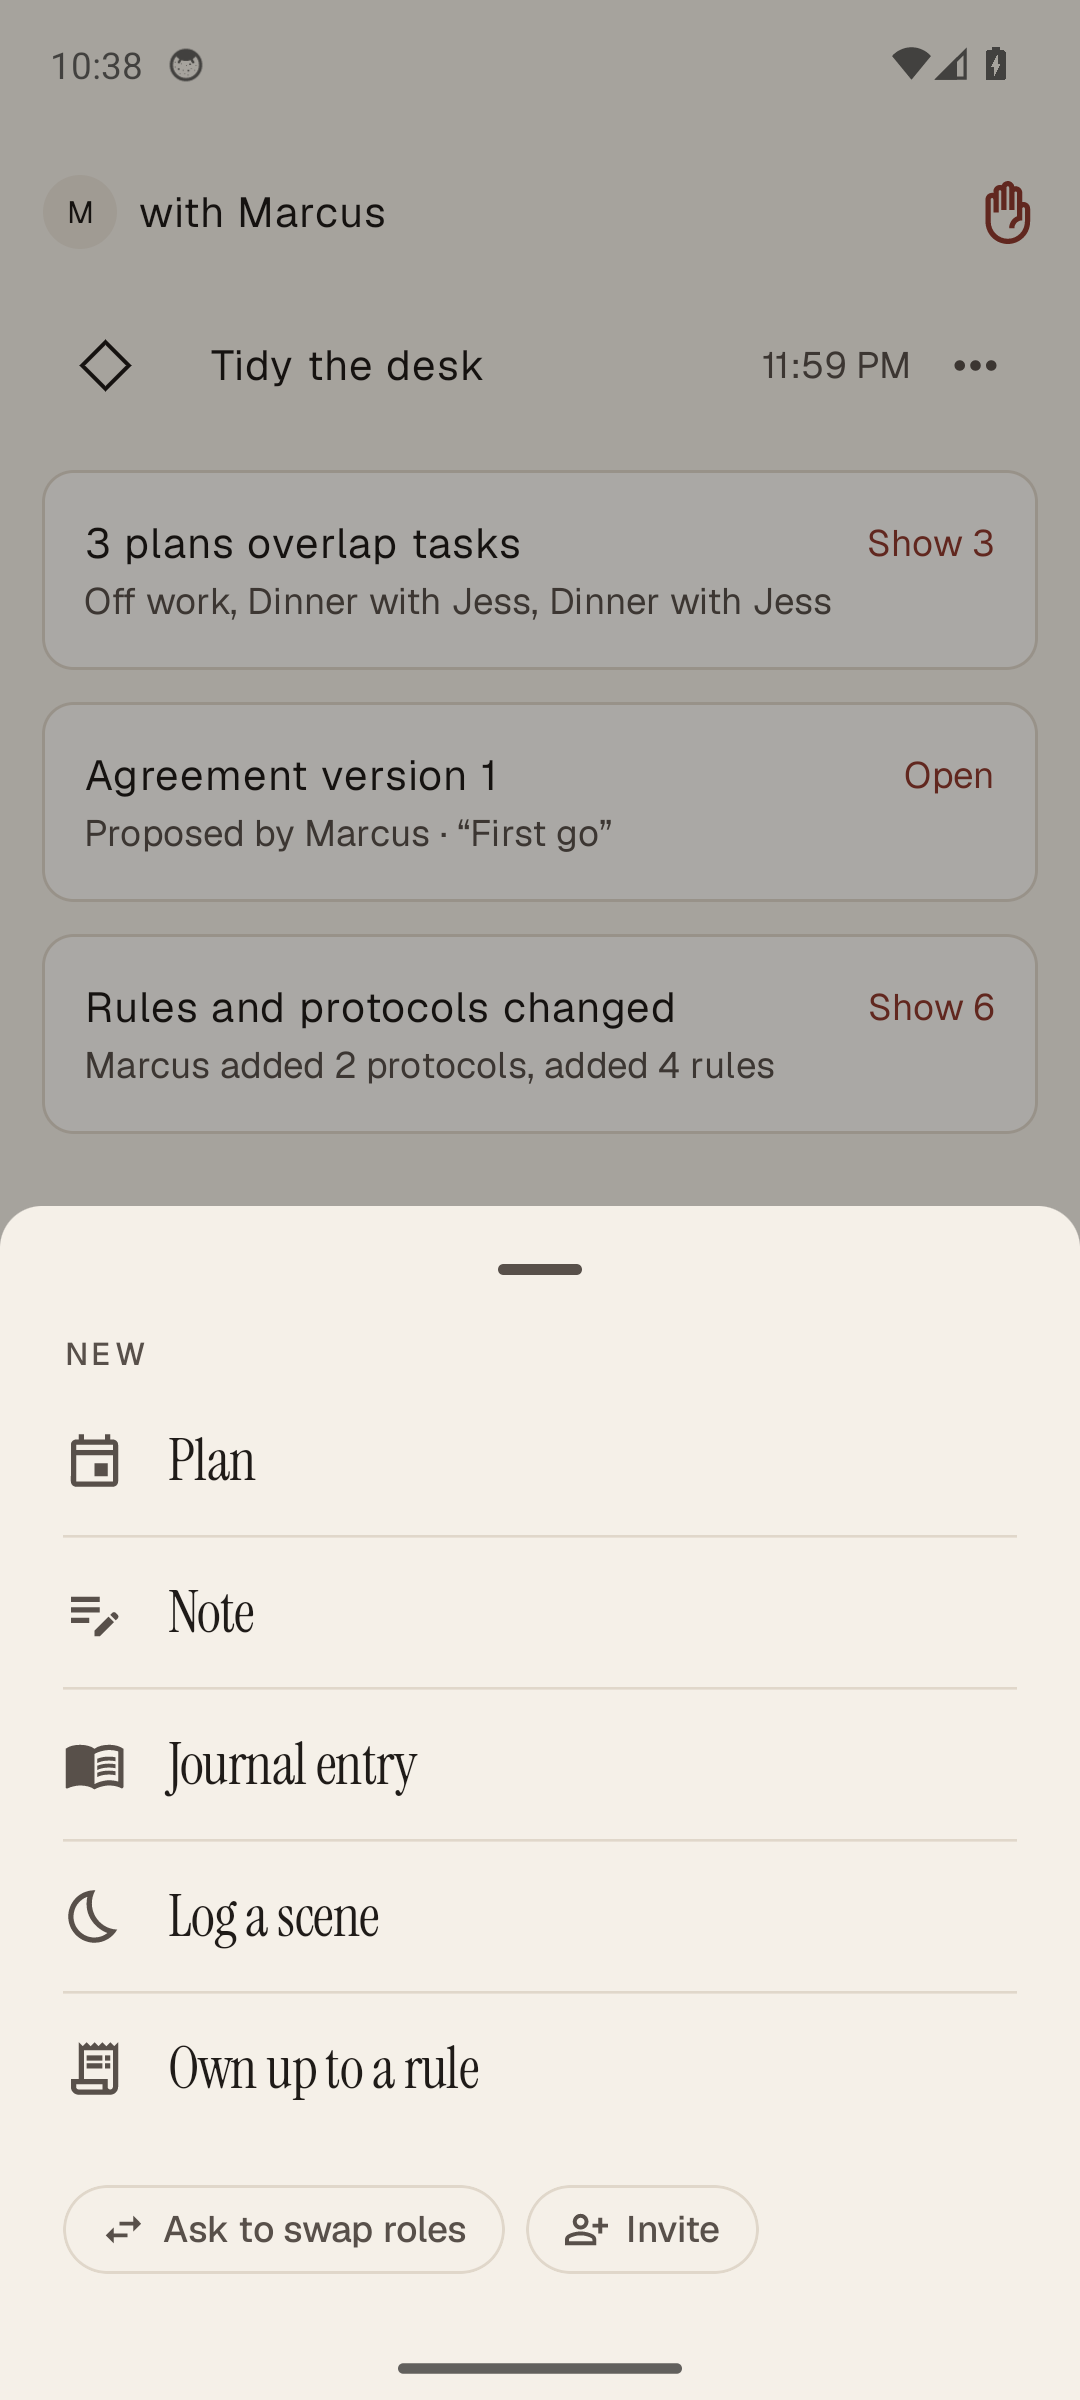 10:38
M
with Marcus
Tidy the desk
11:59 PM
3 plans overlap tasks
Show 3
Off work, Dinner with Jess, Dinner with Jess
Agreement version 1
Open
Proposed by Marcus · “First go”
Rules and protocols changed
Show 6
Marcus added 2 protocols, added 4 rules
NEW
Plan
Note
Journal entry
Log a scene
Own up to a rule
Ask to swap roles
Invite